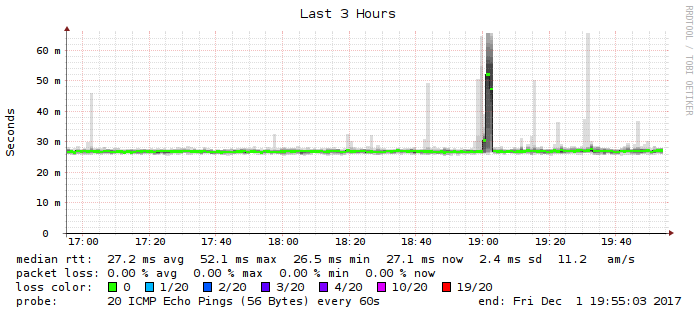 Last 3 Hours
RRDTOOL / TOBI OETIKER
Seconds
60 m
50 m
40 m
30 m
20 m
10 m
0
17:00 17:20 17:40 18:00 18:20 18:40 19:00 19:20 19:40
median rtt: 27.2 ms avg 52.1 ms max 26.5 ms min 27.1 ms now 2.4 ms sd 11.2 am/s
packet loss: 0.00 % avg 0.00 % max 0.00 % min 0.00 % now
loss color: 0 1/20 2/20 3/20 4/20 10/20 19/20
probe: 20 ICMP Echo Pings (56 Bytes) every 60s end: Fri Dec 1 19:55:03 2017